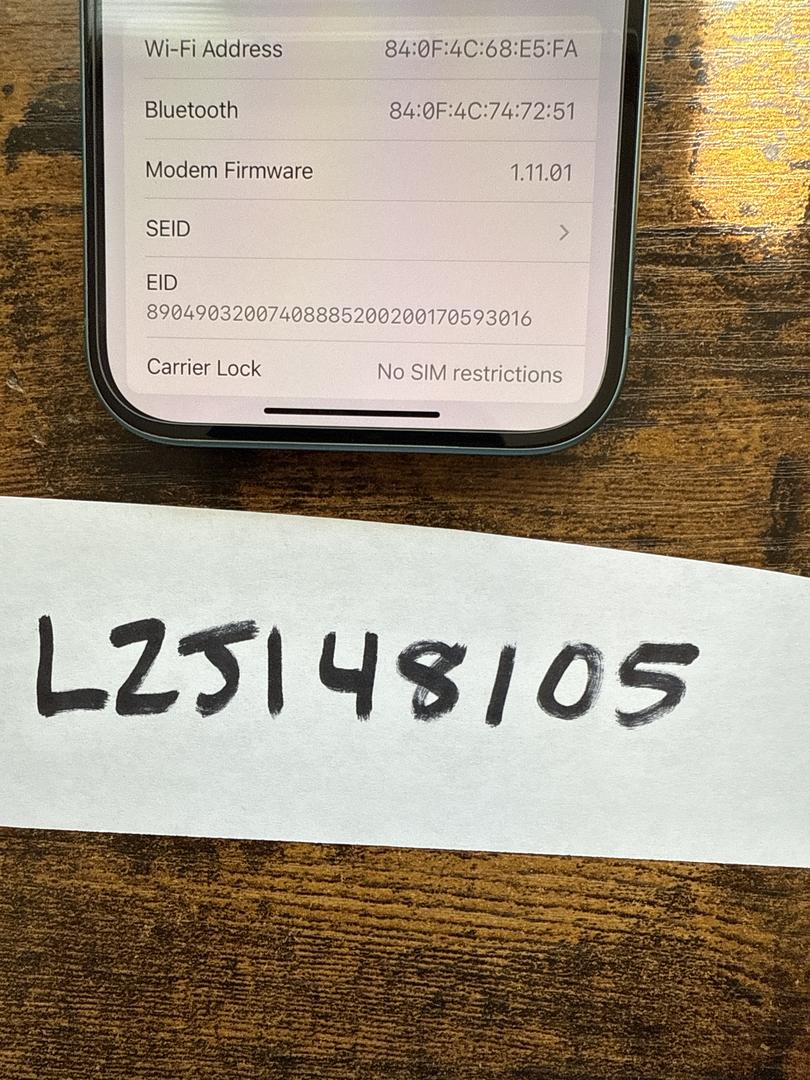 Wi-Fi Address 84:0F:4C:68:E5:FA
Bluetooth 84:0F:4C:74:72:51
Modem Firmware 1.11.01
SEID
EID
89049032007408885200200170593016
Carrier Lock No SIM restrictions
L2J148105